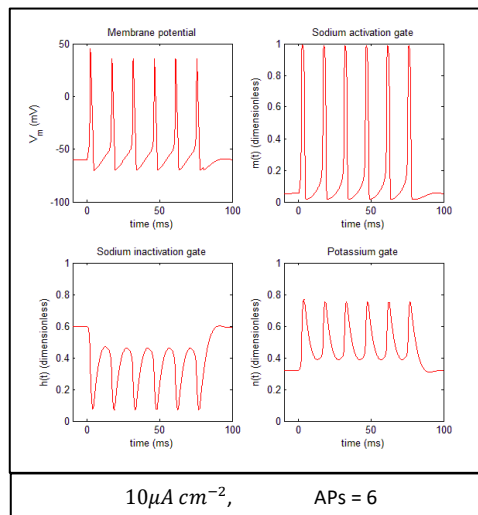 Membrane potential
50
0
-50
-100
V_m (mV)
0 50 100
time (ms)
Sodium activation gate
1
0.8
0.6
0.4
0.2
0
m(t) (dimensionless)
0 50 100
time (ms)
Sodium inactivation gate
1
0.8
0.6
0.4
0.2
0
h(t) (dimensionless)
0 50 100
time (ms)
Potassium gate
1
0.8
0.6
0.4
0.2
0
n(t) (dimensionless)
0 50 100
time (ms)
10μA cm⁻², APs = 6